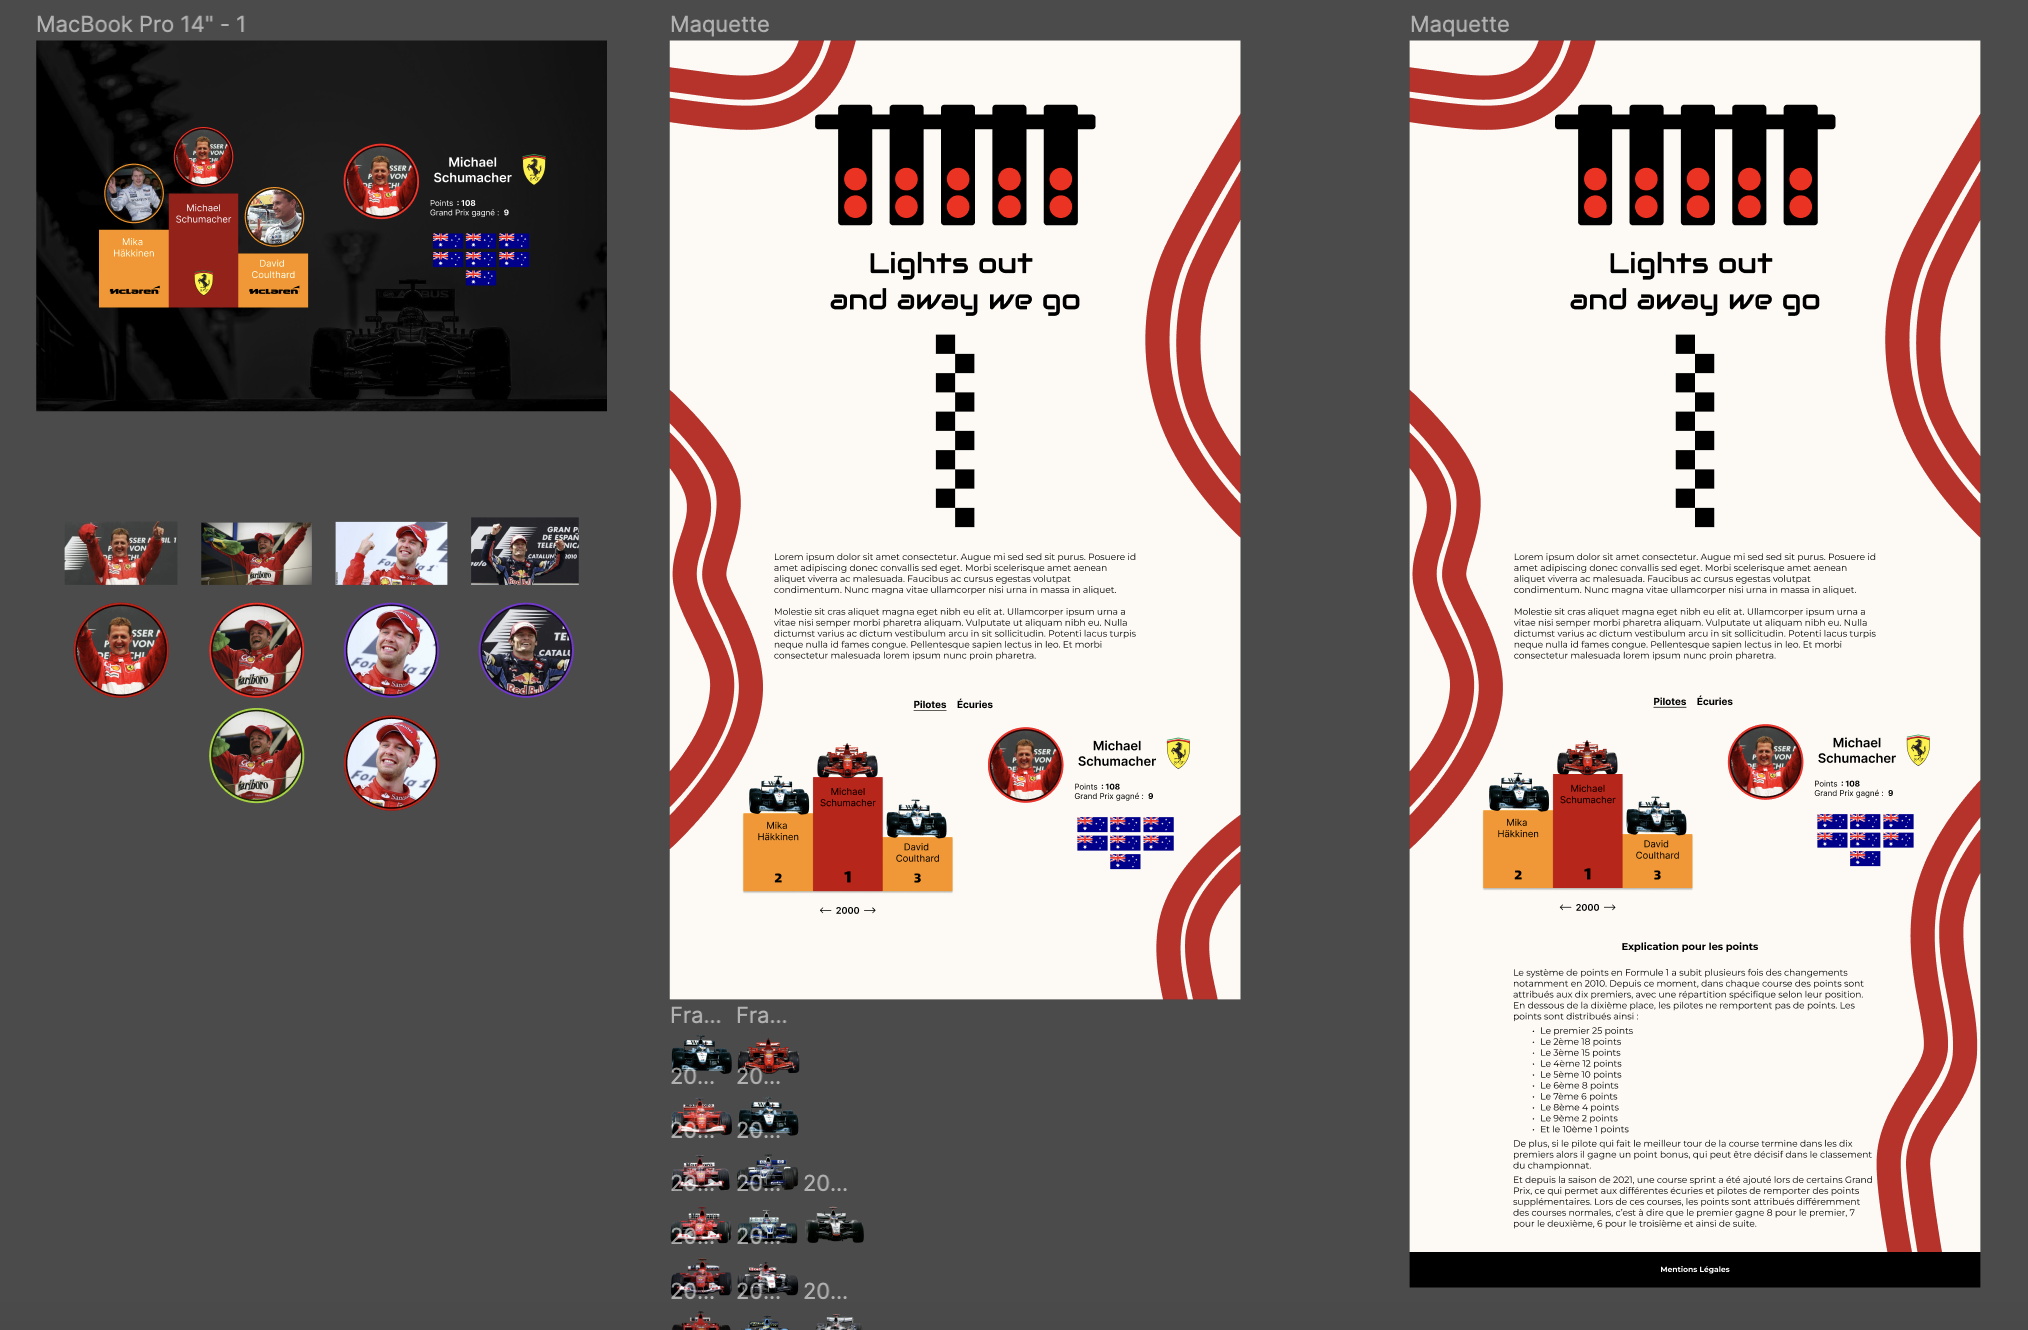 MacBook Pro 14" - 1
Michael
Schumacher
Mika
Häkkinen
David
Coulthard
McLaren
McLaren
Michael
Schumacher
Points : 108
Grand Prix gagné : 9
Maquette
Lights out
and away we go
Lorem ipsum dolor sit amet consectetur. Augue mi sed sed sit purus. Posuere id
amet adipiscing donec convallis sed eget. Morbi scelerisque amet aenean
aliquet viverra ac malesuada. Faucibus ac cursus egestas volutpat
condimentum. Nunc magna vitae ullamcorper nisi urna in massa in aliquet.
Molestie sit cras aliquet magna eget nibh eu elit at. Ullamcorper ipsum urna a
vitae nisi semper morbi pharetra aliquam. Vulputate ut aliquam nibh eu. Nulla
dictumst varius ac dictum vestibulum arcu in sit sollicitudin. Potenti lacus turpis
neque nulla id fames congue. Pellentesque sapien lectus in leo. Et morbi
consectetur malesuada lorem ipsum nunc proin pharetra.
Pilotes Écuries
Michael
Schumacher
Mika
Häkkinen
David
Coulthard
2
1
3
← 2000 →
Michael
Schumacher
Points : 108
Grand Prix gagné : 9
Fra... Fra...
20... 20...
20... 20...
20... 20... 20...
20... 20...
20... 20... 20...
Maquette
Lights out
and away we go
Lorem ipsum dolor sit amet consectetur. Augue mi sed sed sit purus. Posuere id
amet adipiscing donec convallis sed eget. Morbi scelerisque amet aenean
aliquet viverra ac malesuada. Faucibus ac cursus egestas volutpat
condimentum. Nunc magna vitae ullamcorper nisi urna in massa in aliquet.
Molestie sit cras aliquet magna eget nibh eu elit at. Ullamcorper ipsum urna a
vitae nisi semper morbi pharetra aliquam. Vulputate ut aliquam nibh eu. Nulla
dictumst varius ac dictum vestibulum arcu in sit sollicitudin. Potenti lacus turpis
neque nulla id fames congue. Pellentesque sapien lectus in leo. Et morbi
consectetur malesuada lorem ipsum nunc proin pharetra.
Pilotes Écuries
Michael
Schumacher
Mika
Häkkinen
David
Coulthard
2
1
3
← 2000 →
Michael
Schumacher
Points : 108
Grand Prix gagné : 9
Explication pour les points
Le système de points en Formule 1 a subit plusieurs fois des changements
notamment en 2010. Depuis ce moment, dans chaque course des points sont
attribués aux dix premiers, avec une répartition spécifique selon leur position.
En dessous de la dixième place, les pilotes ne remportent pas de points. Les
points sont distribués ainsi :
• Le premier 25 points
• Le 2ème 18 points
• Le 3ème 15 points
• Le 4ème 12 points
• Le 5ème 10 points
• Le 6ème 8 points
• Le 7ème 6 points
• Le 8ème 4 points
• Le 9ème 2 points
• Et le 10ème 1 points
De plus, si le pilote qui fait le meilleur tour de la course termine dans les dix
premiers alors il gagne un point bonus, qui peut être décisif dans le classement
du championnat.
Et depuis la saison de 2021, une course sprint a été ajouté lors de certains Grand
Prix, ce qui permet aux différentes écuries et pilotes de remporter des points
supplémentaires. Lors de ces courses, les points sont attribués différemment
des courses normales, c'est à dire que le premier gagne 8 pour le premier, 7
pour le deuxième, 6 pour le troisième et ainsi de suite.
Mentions Légales